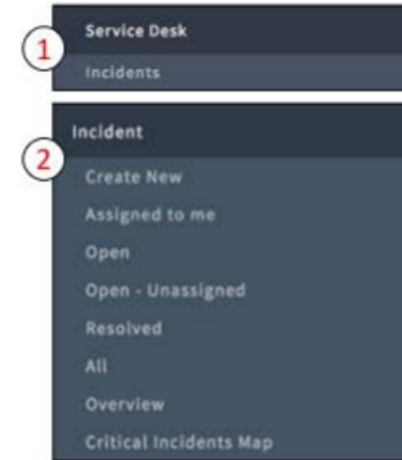 Service Desk
1
Incidents
Incident
2
Create New
Assigned to me
Open
Open - Unassigned
Resolved
All
Overview
Critical Incidents Map